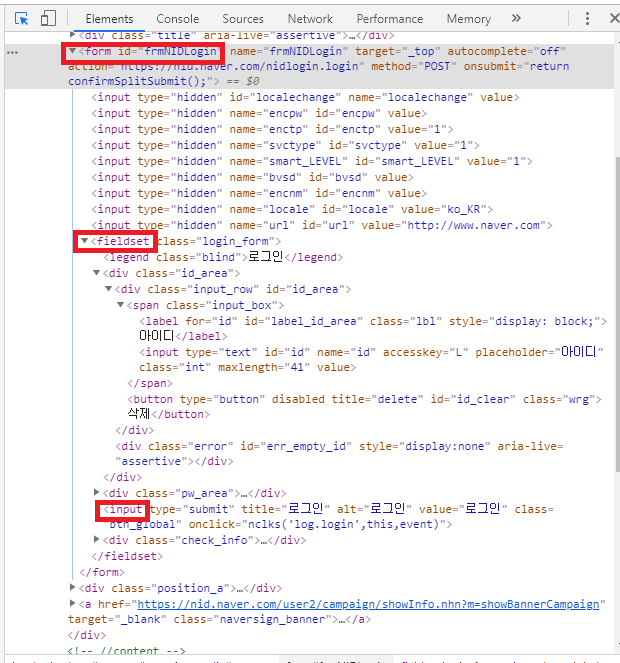 Elements Console Sources Network Performance Memory »
▶<div class="title" aria-live="assertive">…</div>
… ▼<form id="frmNIDLogin" name="frmNIDLogin" target="_top" autocomplete="off"
action="https://nid.naver.com/nidlogin.login" method="POST" onsubmit="return
confirmSplitSubmit();"> == $0
<input type="hidden" id="localechange" name="localechange" value>
<input type="hidden" name="encpw" id="encpw" value>
<input type="hidden" name="enctp" id="enctp" value="1">
<input type="hidden" name="svctype" id="svctype" value="1">
<input type="hidden" name="smart_LEVEL" id="smart_LEVEL" value="1">
<input type="hidden" name="bvsd" id="bvsd" value>
<input type="hidden" name="encnm" id="encnm" value>
<input type="hidden" name="locale" id="locale" value="ko_KR">
<input type="hidden" name="url" id="url" value="http://www.naver.com">
▼<fieldset class="login_form">
<legend class="blind">로그인</legend>
▼<div class="id_area">
▼<div class="input_row" id="id_area">
▼<span class="input_box">
<label for="id" id="label_id_area" class="lbl" style="display: block;">
아이디</label>
<input type="text" id="id" name="id" accesskey="L" placeholder="아이디"
class="int" maxlength="41" value>
</span>
<button type="button" disabled title="delete" id="id_clear" class="wrg">
삭제</button>
</div>
<div class="error" id="err_empty_id" style="display:none" aria-live=
"assertive"></div>
</div>
▶<div class="pw_area">…</div>
<input type="submit" title="로그인" alt="로그인" value="로그인" class=
"btn_global" onclick="nclks('log.login',this,event)">
▶<div class="check_info">…</div>
</fieldset>
</form>
▶<div class="position_a">…</div>
▶<a href="https://nid.naver.com/user2/campaign/showInfo.nhn?m=showBannerCampaign"
target="_blank" class="naversign_banner">…</a>
</div>
<!-- //content -->